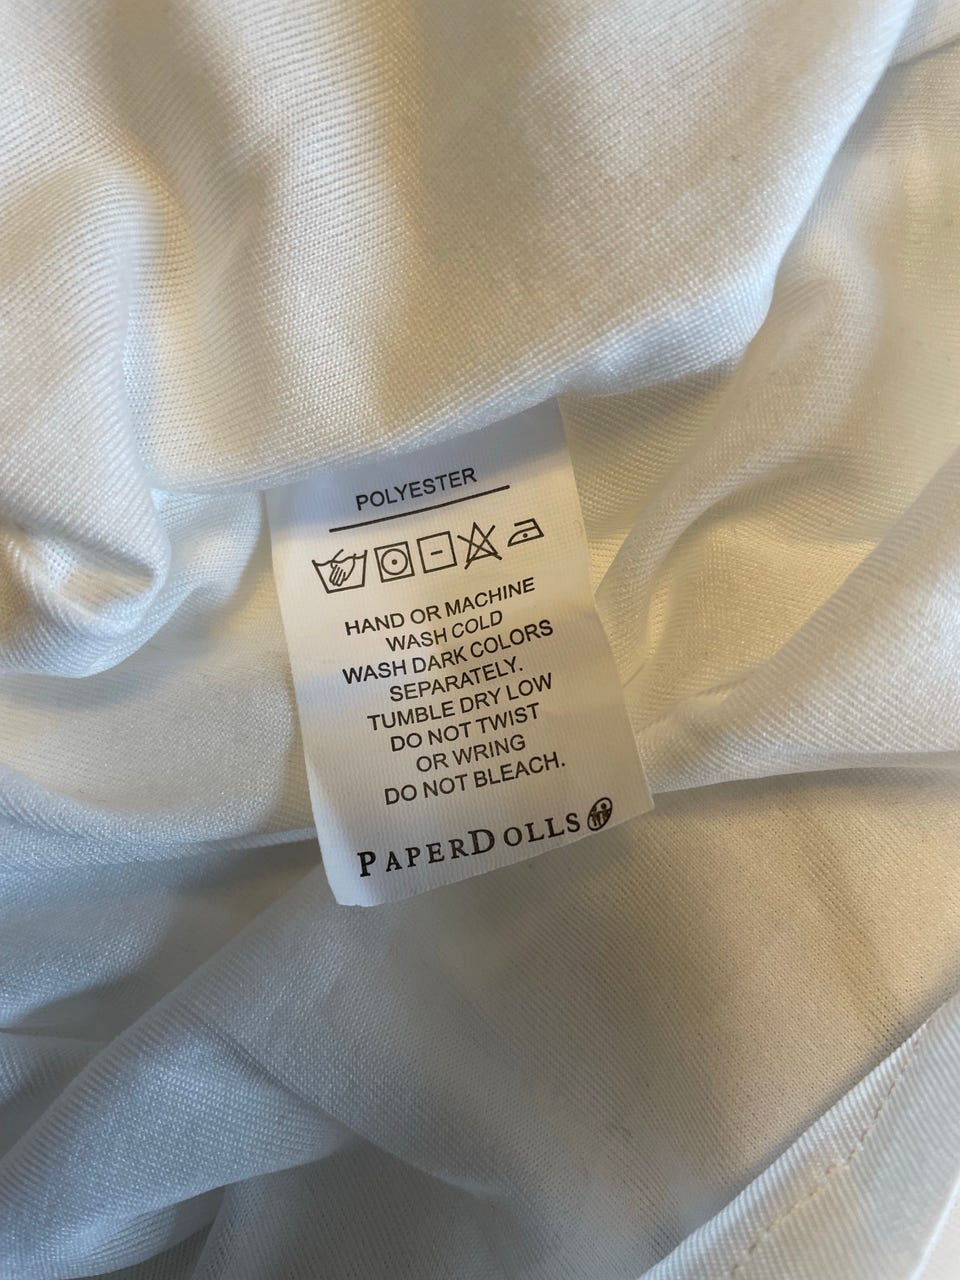 POLYESTER
HAND OR MACHINE
WASH COLD
WASH DARK COLORS
SEPARATELY.
TUMBLE DRY LOW
DO NOT TWIST
OR WRING
DO NOT BLEACH.
PAPERDOLLS